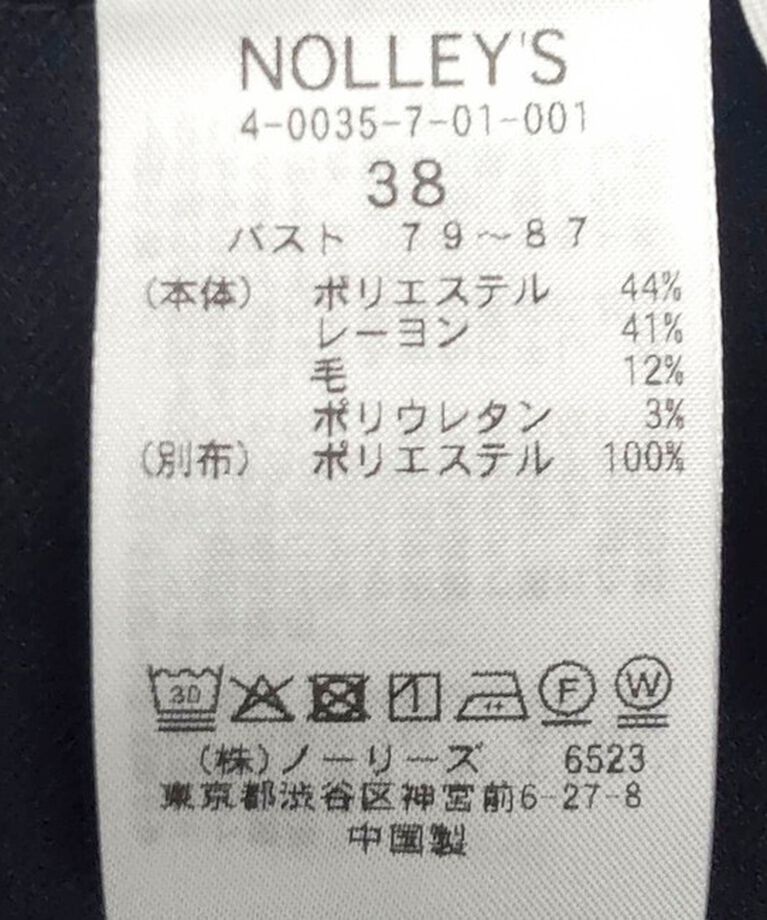 NOLLEY'S
4-0035-7-01-001
38
バスト 79～87
(本体) ポリエステル 44%
レーヨン 41%
毛 12%
ポリウレタン 3%
(別布) ポリエステル 100%
30 F W
(株)ノーリーズ 6523
東京都渋谷区神宮前6-27-8
中国製